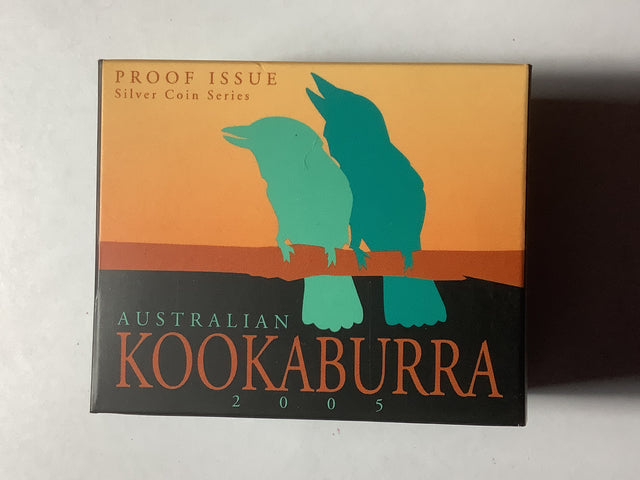 PROOF ISSUE
Silver Coin Series
AUSTRALIAN
KOOKABURRA
2005